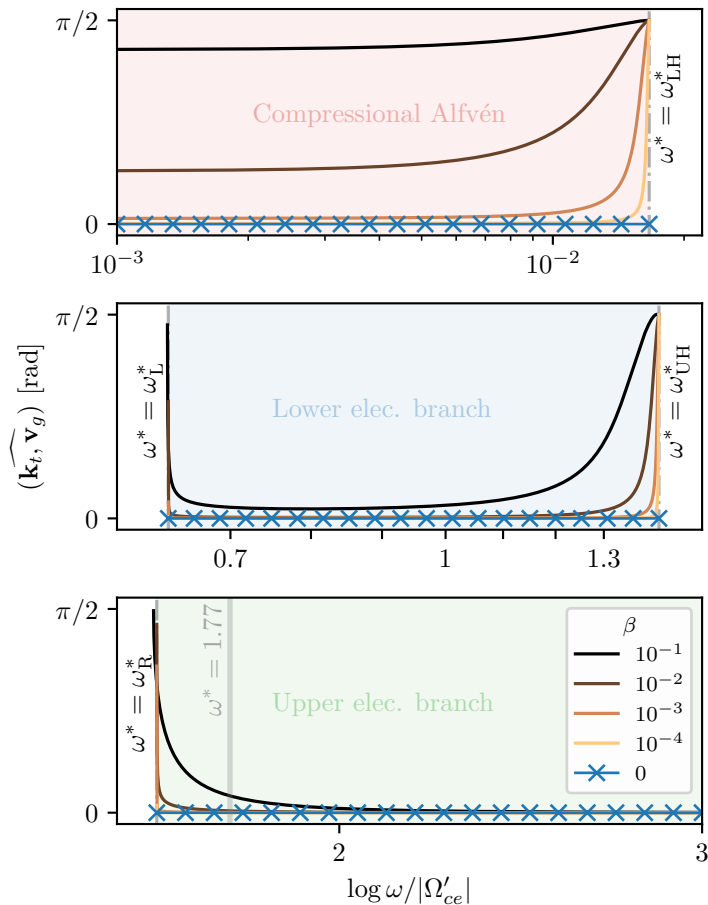 π/2
0
Compressional Alfvén
ω* = ω*_LH
10⁻³
10⁻²
(k_t, v_g) [rad]
π/2
0
ω* = ω*_L
Lower elec. branch
ω* = ω*_UH
0.7
1
1.3
π/2
0
ω* = ω*_R
ω* = 1.77
Upper elec. branch
β
10⁻¹
10⁻²
10⁻³
10⁻⁴
0
2
3
log ω/|Ω′_ce|